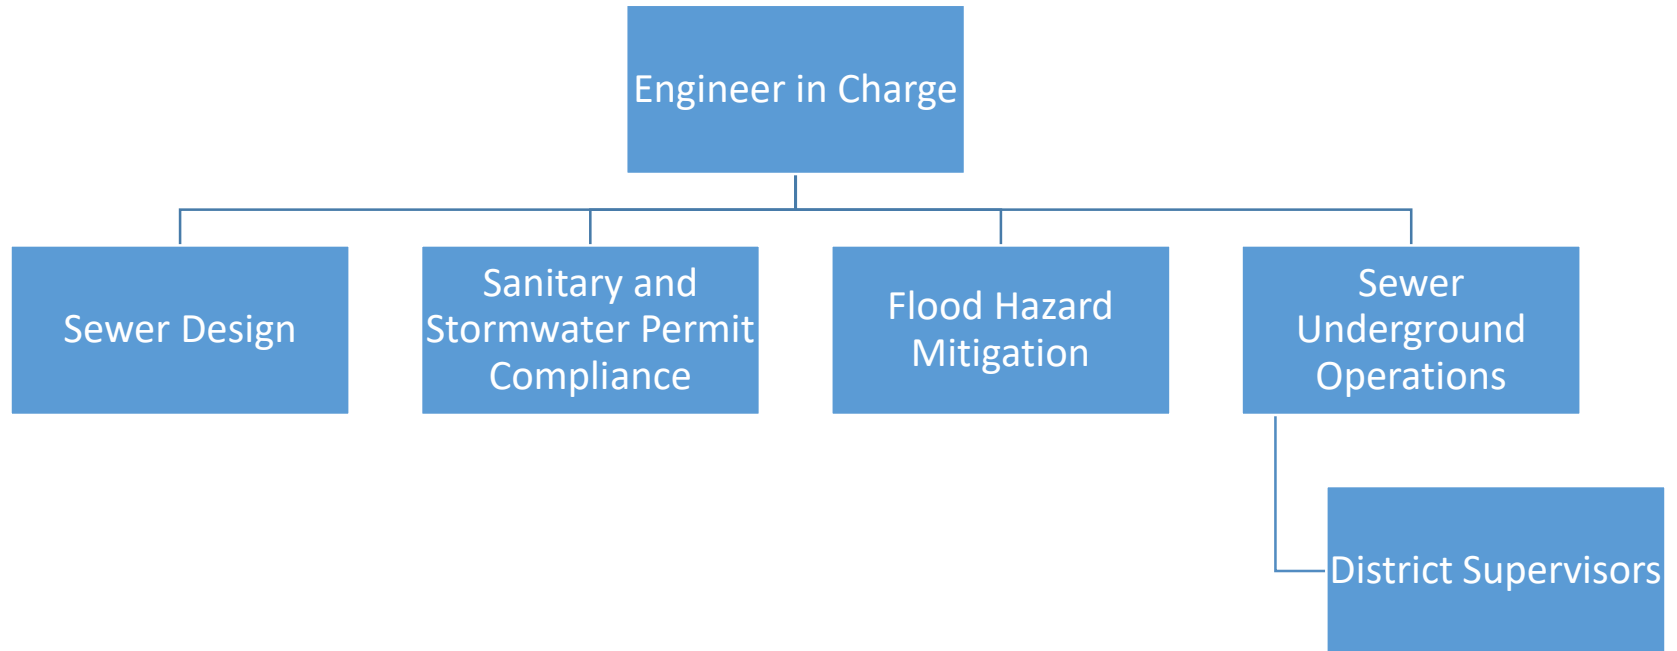 Engineer in Charge
Sewer Design
Sanitary and
Stormwater Permit
Compliance
Flood Hazard
Mitigation
Sewer
Underground
Operations
District Supervisors